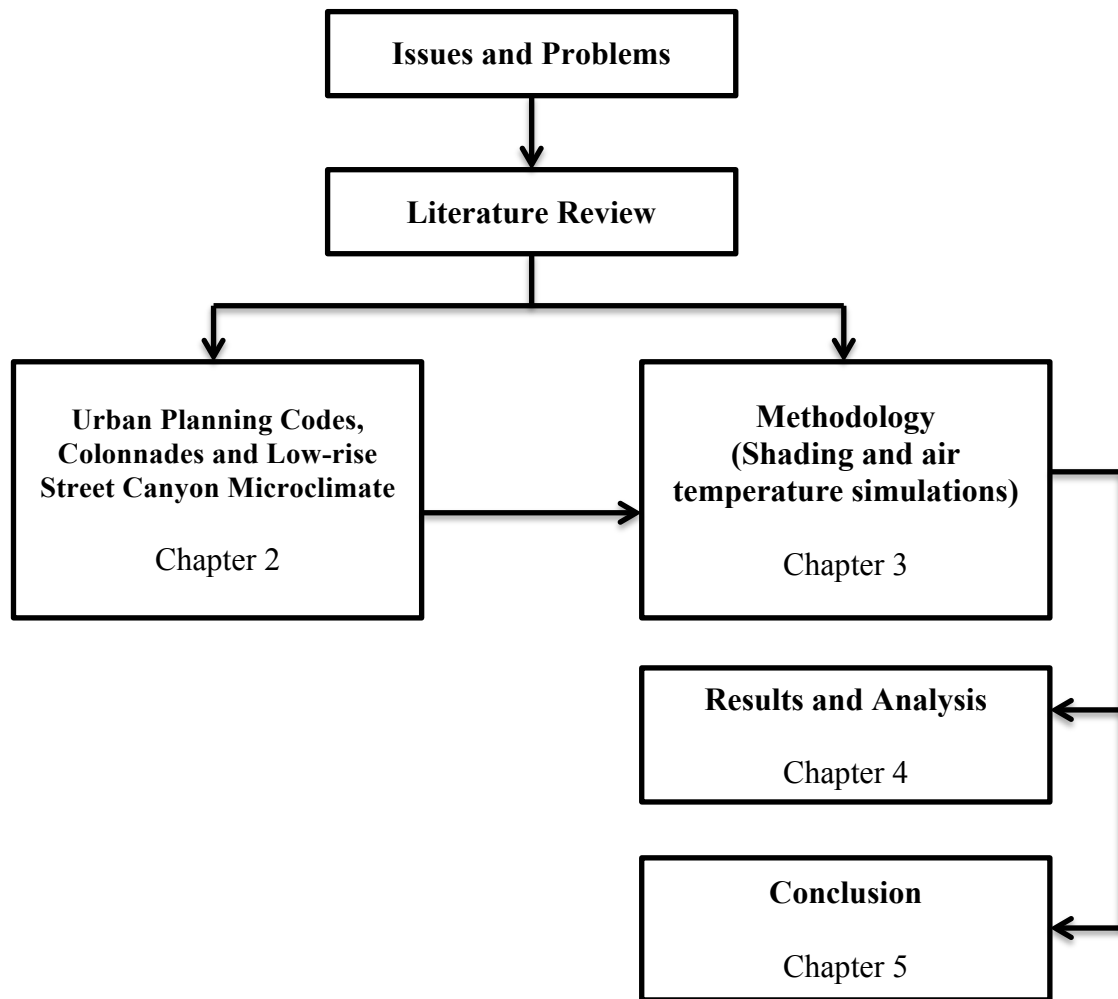 Issues and Problems
Literature Review
Urban Planning Codes,
Colonnades and Low-rise
Street Canyon Microclimate
Chapter 2
Methodology
(Shading and air
temperature simulations)
Chapter 3
Results and Analysis
Chapter 4
Conclusion
Chapter 5